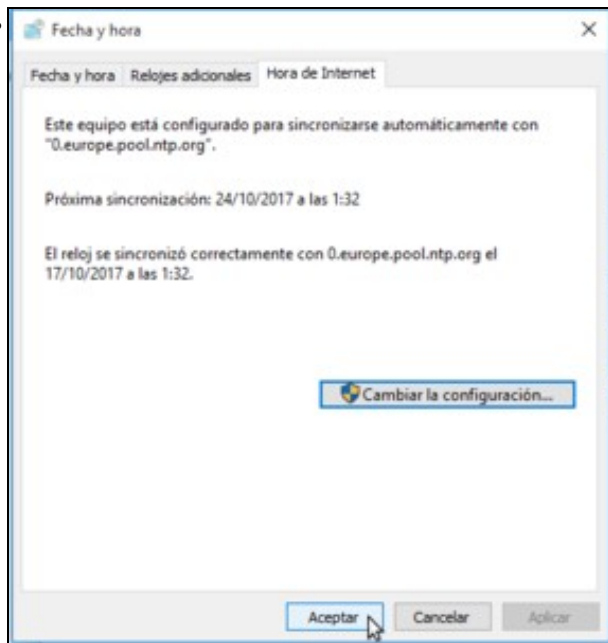 Fecha y hora
Fecha y hora Relojes adicionales Hora de Internet
Este equipo está configurado para sincronizarse automáticamente con
"0.europe.pool.ntp.org".
Próxima sincronización: 24/10/2017 a las 1:32
El reloj se sincronizó correctamente con 0.europe.pool.ntp.org el
17/10/2017 a las 1:32.
Cambiar la configuración...
Aceptar Cancelar Aplicar